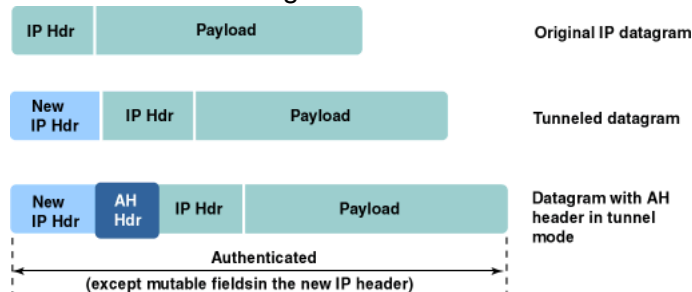 IP Hdr
Payload
Original IP datagram
New
IP Hdr
IP Hdr
Payload
Tunneled datagram
New
IP Hdr
AH
Hdr
IP Hdr
Payload
Datagram with AH
header in tunnel
mode
Authenticated
(except mutable fieldsin the new IP header)